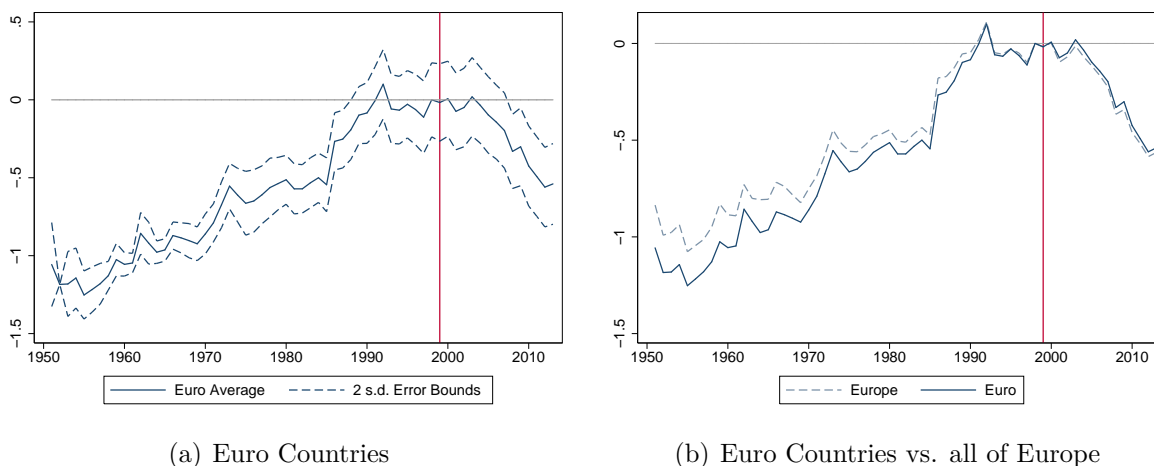 .5
0
-.5
-1
-1.5
1950 1960 1970 1980 1990 2000 2010
Euro Average 2 s.d. Error Bounds
(a) Euro Countries
0
-.5
-1
-1.5
1950 1960 1970 1980 1990 2000 2010
Europe Euro
(b) Euro Countries vs. all of Europe